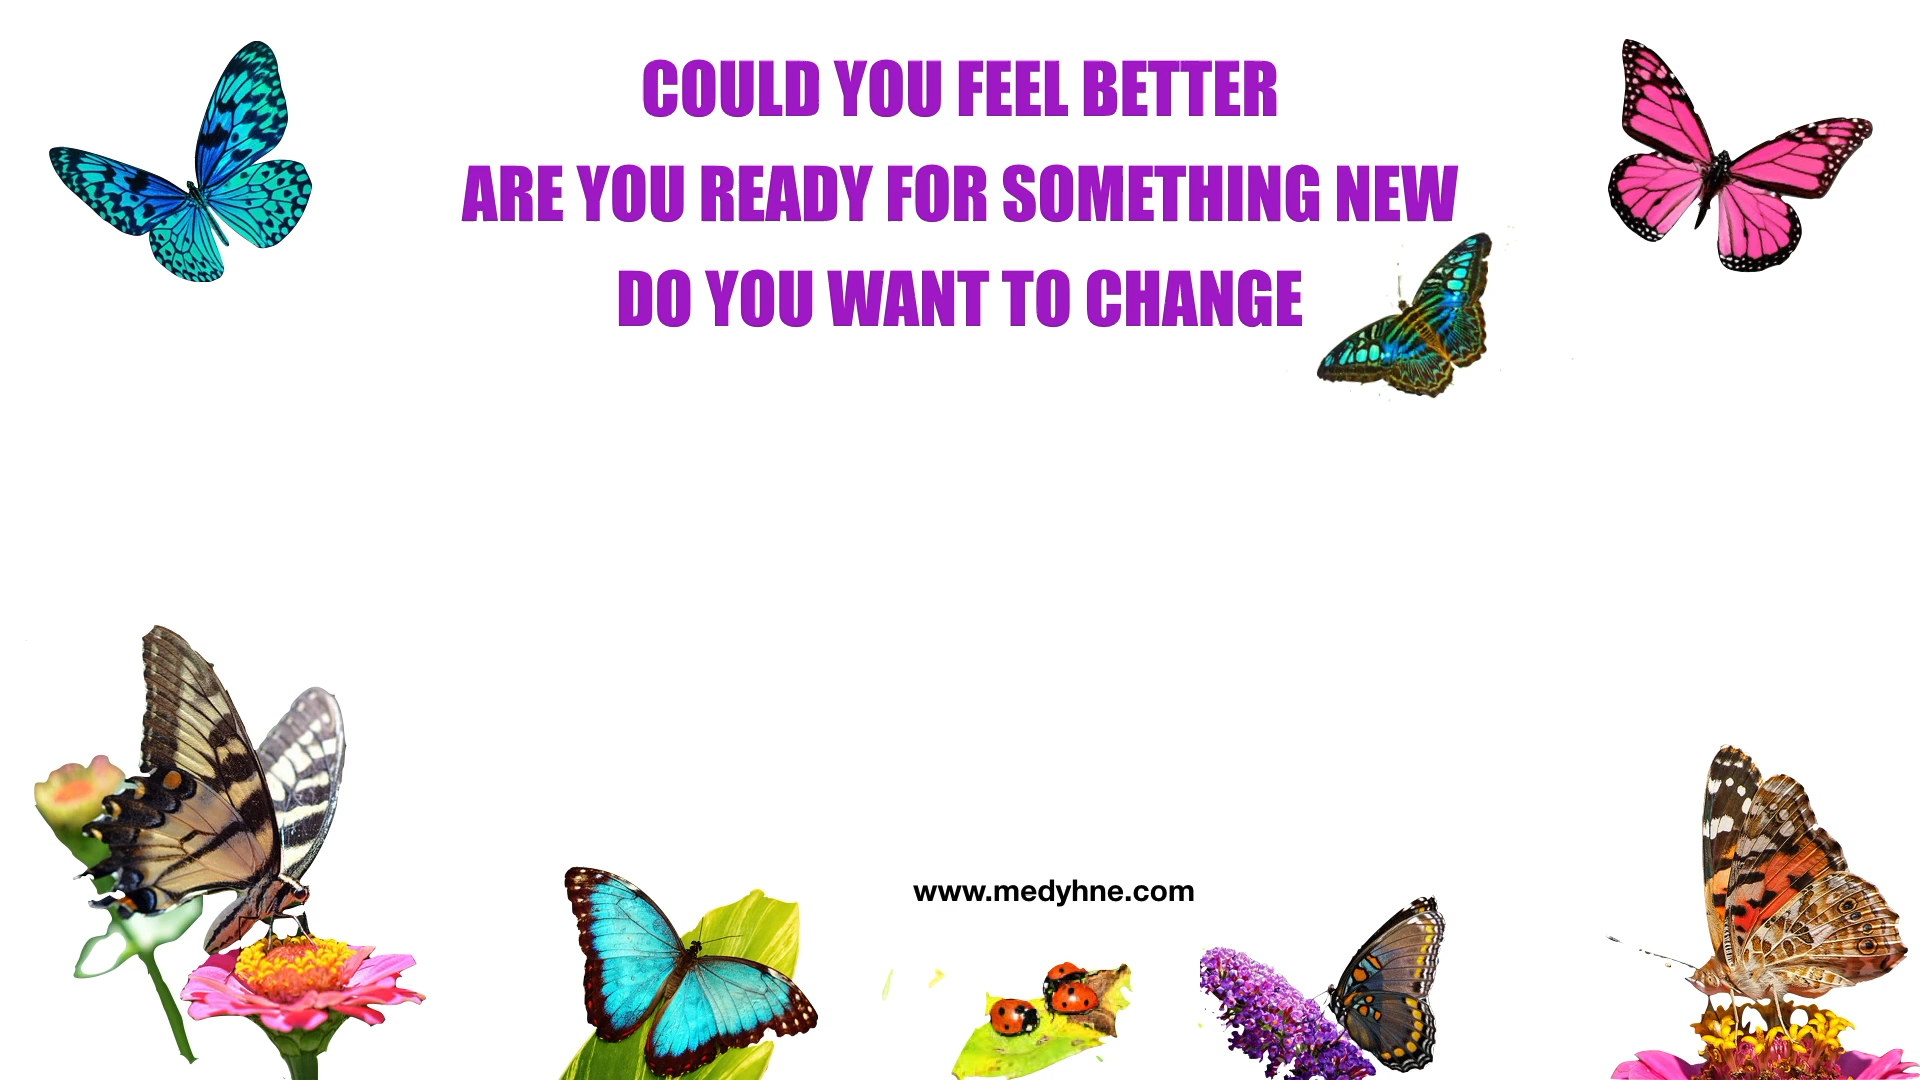 COULD YOU FEEL BETTER
ARE YOU READY FOR SOMETHING NEW
DO YOU WANT TO CHANGE
www.medyhne.com